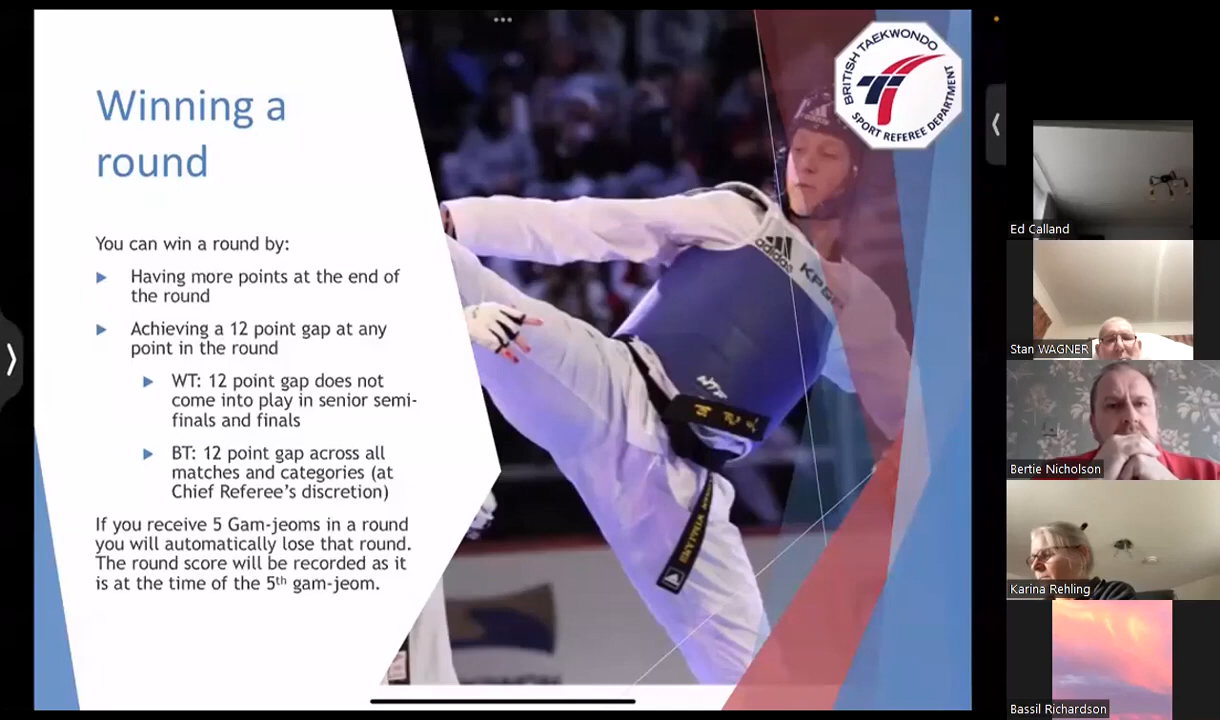 Winning a
round
You can win a round by:
Having more points at the end of
the round
Achieving a 12 point gap at any
point in the round
WT: 12 point gap does not
come into play in senior semi-
finals and finals
BT: 12 point gap across all
matches and categories (at
Chief Referee's discretion)
If you receive 5 Gam-jeoms in a round
you will automatically lose that round.
The round score will be recorded as it
is at the time of the 5th gam-jeom.
BRITISH TAEKWONDO
SPORT REFEREE DEPARTMENT
adidas
WTF
Ed Calland
Stan WAGNER
Bertie Nicholson
Karina Rehling
Bassil Richardson